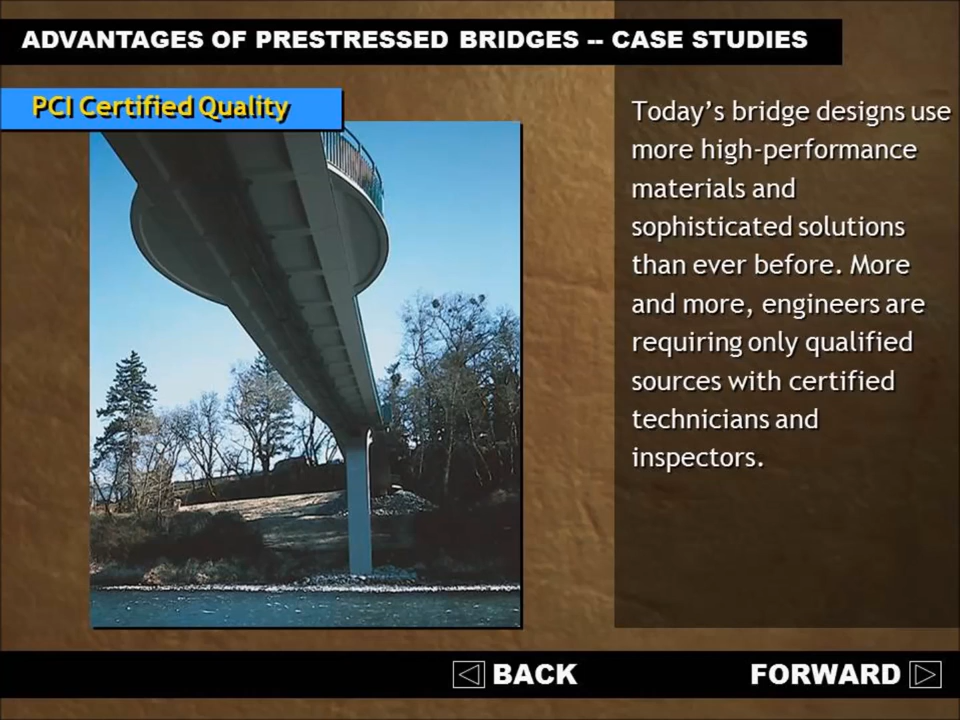 ADVANTAGES OF PRESTRESSED BRIDGES -- CASE STUDIES
PCI Certified Quality
Today’s bridge designs use
more high-performance
materials and
sophisticated solutions
than ever before. More
and more, engineers are
requiring only qualified
sources with certified
technicians and
inspectors.
BACK
FORWARD